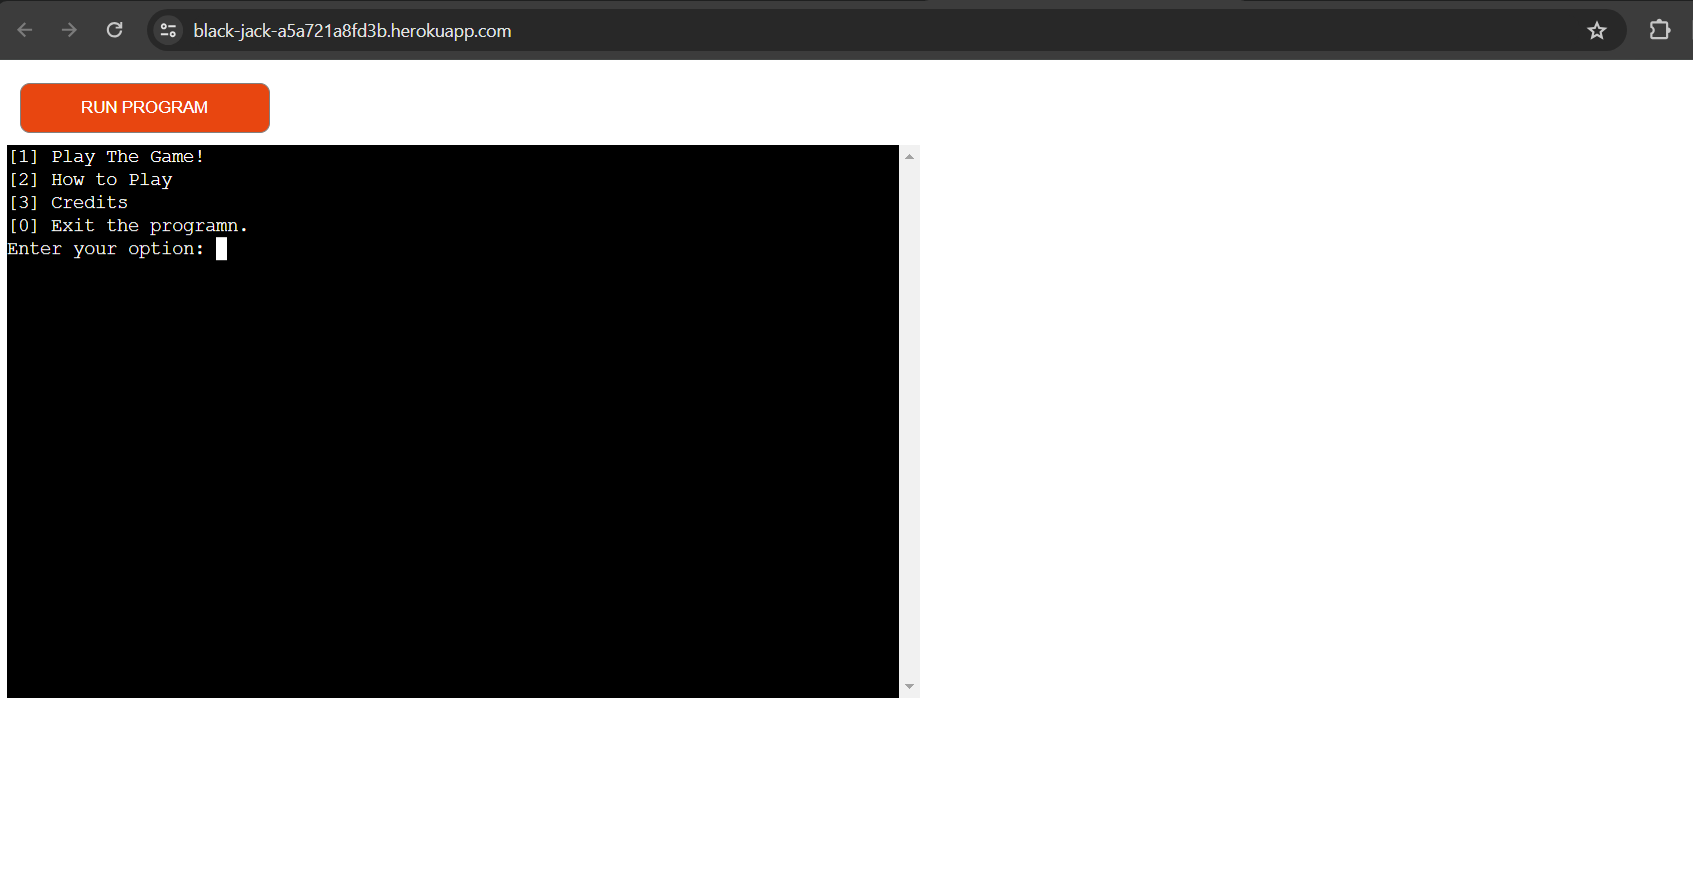 black-jack-a5a721a8fd3b.herokuapp.com
RUN PROGRAM
[1] Play The Game!
[2] How to Play
[3] Credits
[0] Exit the programn.
Enter your option: